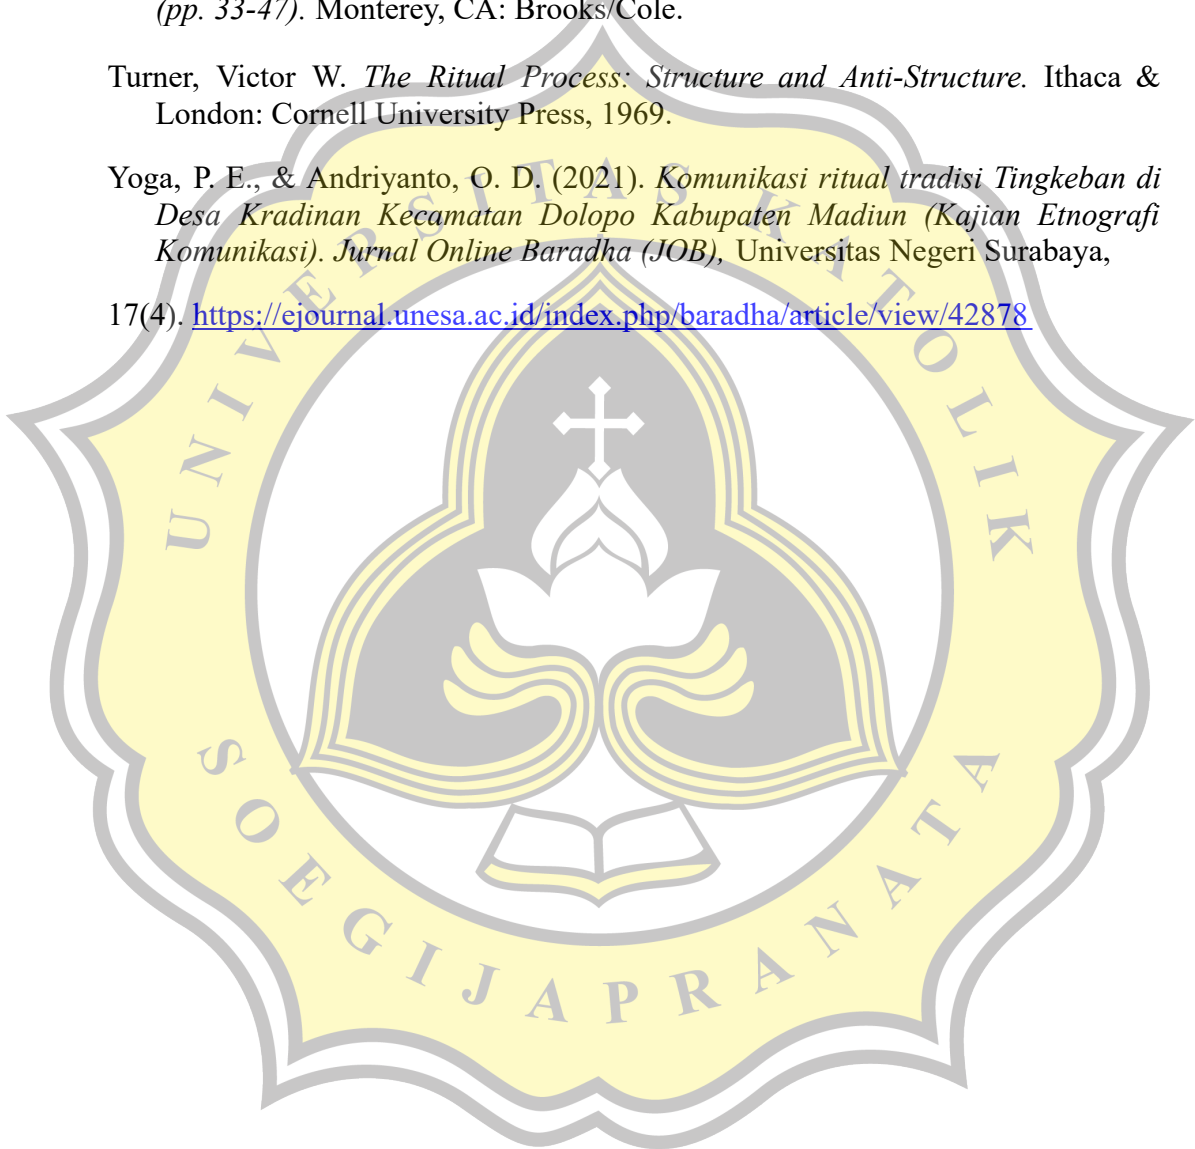 (pp. 33-47). Monterey, CA: Brooks/Cole.
Turner, Victor W. The Ritual Process: Structure and Anti-Structure. Ithaca &
London: Cornell University Press, 1969.
Yoga, P. E., & Andriyanto, O. D. (2021). Komunikasi ritual tradisi Tingkeban di
Desa Kradinan Kecamatan Dolopo Kabupaten Madiun (Kajian Etnografi
Komunikasi). Jurnal Online Baradha (JOB), Universitas Negeri Surabaya,
17(4). https://ejournal.unesa.ac.id/index.php/baradha/article/view/42878
UNIVERSITAS KATOLIK
SOEGIJAPRANATA